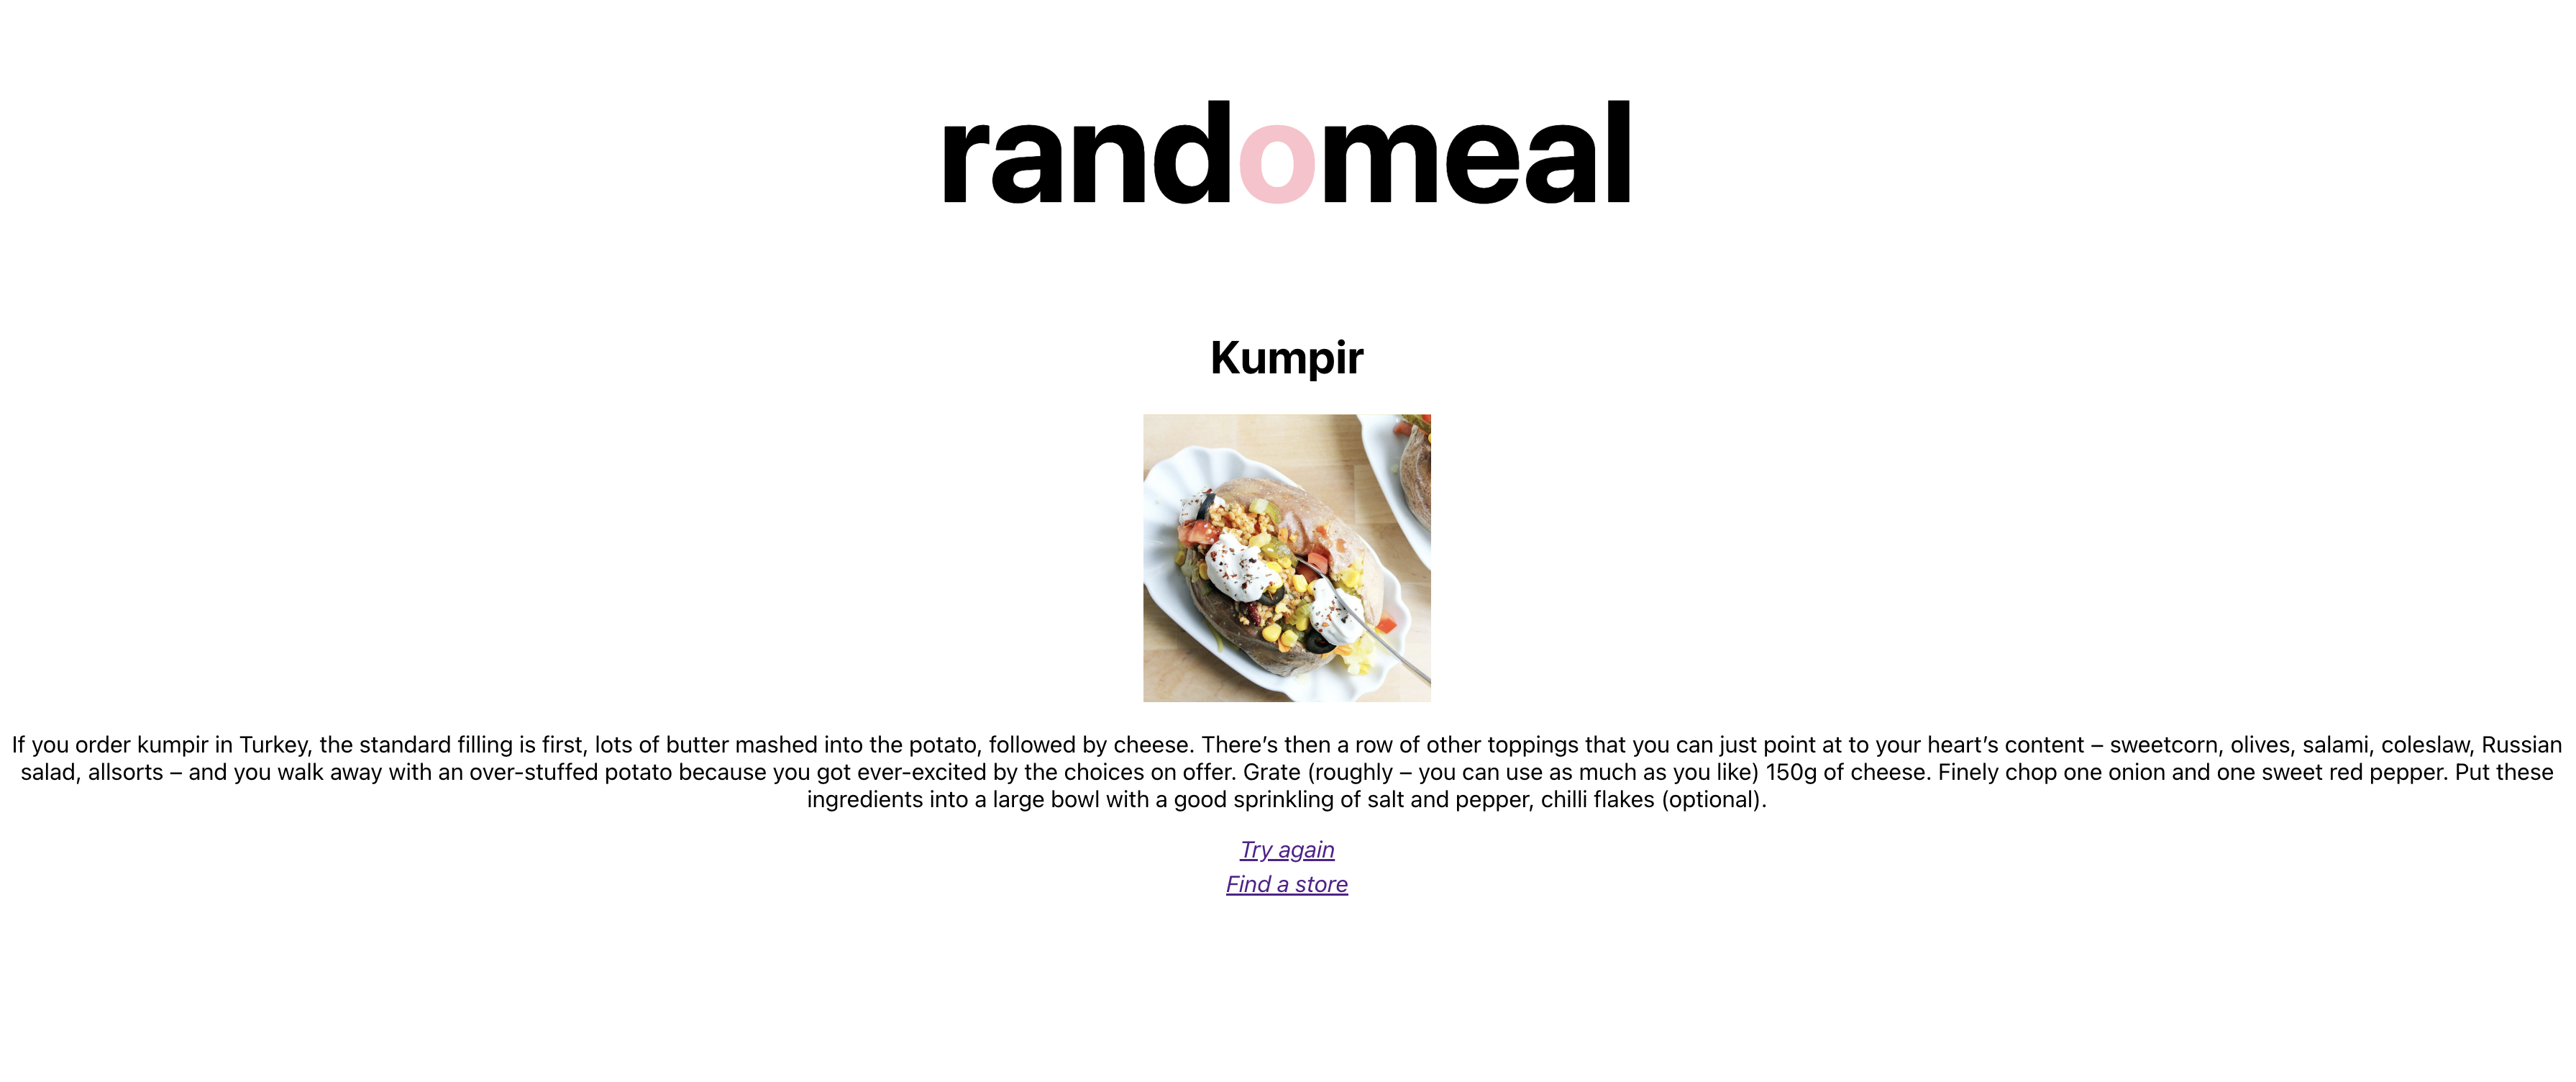 randomeal
Kumpir
If you order kumpir in Turkey, the standard filling is first, lots of butter mashed into the potato, followed by cheese. There’s then a row of other toppings that you can just point at to your heart’s content – sweetcorn, olives, salami, coleslaw, Russian
salad, allsorts – and you walk away with an over-stuffed potato because you got ever-excited by the choices on offer. Grate (roughly – you can use as much as you like) 150g of cheese. Finely chop one onion and one sweet red pepper. Put these
ingredients into a large bowl with a good sprinkling of salt and pepper, chilli flakes (optional).
Try again
Find a store